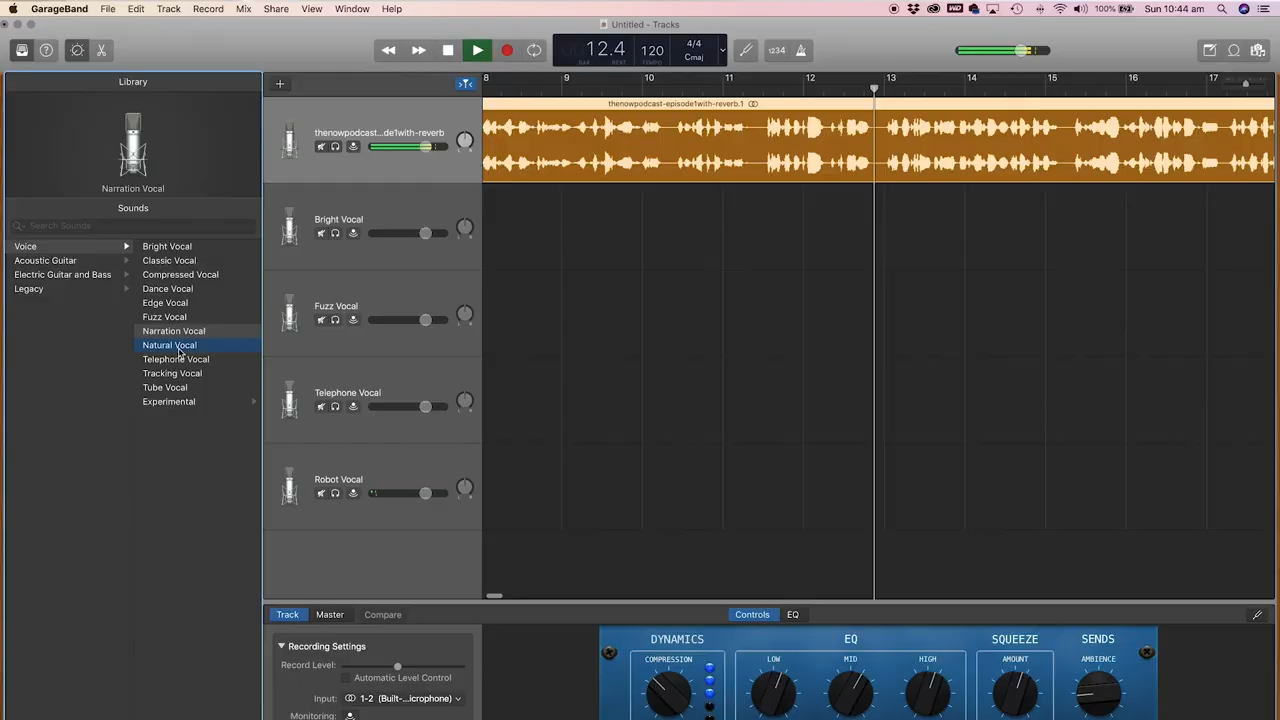 GarageBand File Edit Track Record Mix Share View Window Help 100% Sun 10:44 am
Untitled - Tracks
12.4 120 4/4
BAR BEAT TEMPO Cmaj
1234
Library
8 9 10 11 12 13 14 15 16 17
thenowpodcast-episode1with-reverb.1
thenowpodcast...de1with-reverb
Narration Vocal
Sounds
Search Sounds
Voice
Acoustic Guitar
Electric Guitar and Bass
Legacy
Bright Vocal
Classic Vocal
Compressed Vocal
Dance Vocal
Edge Vocal
Fuzz Vocal
Narration Vocal
Natural Vocal
Telephone Vocal
Tracking Vocal
Tube Vocal
Experimental
Bright Vocal
Fuzz Vocal
Telephone Vocal
Robot Vocal
Track Master Compare Controls EQ
Recording Settings
Record Level:
Automatic Level Control
Input: 1-2 (Built-...icrophone)
Monitoring:
DYNAMICS EQ SQUEEZE SENDS
COMPRESSION LOW MID HIGH AMOUNT AMBIENCE